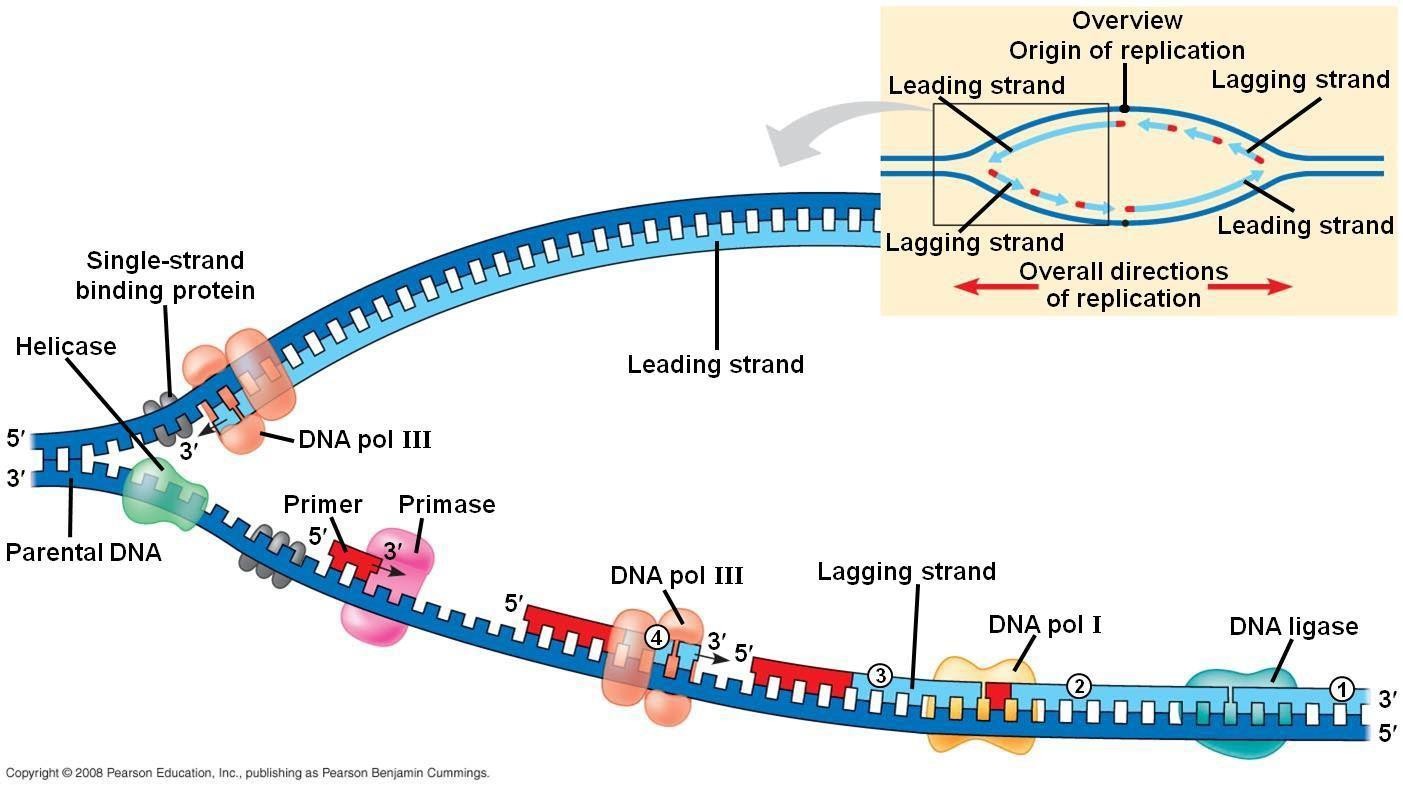 Overview
Origin of replication
Leading strand
Lagging strand
Lagging strand
Leading strand
Overall directions
of replication
Single-strand
binding protein
Helicase
Leading strand
5′
3′
3′
DNA pol III
Parental DNA
Primer
Primase
5′
3′
DNA pol III
5′
4
3′
Lagging strand
5′
3
DNA pol I
2
DNA ligase
1
3′
5′
Copyright © 2008 Pearson Education, Inc., publishing as Pearson Benjamin Cummings.